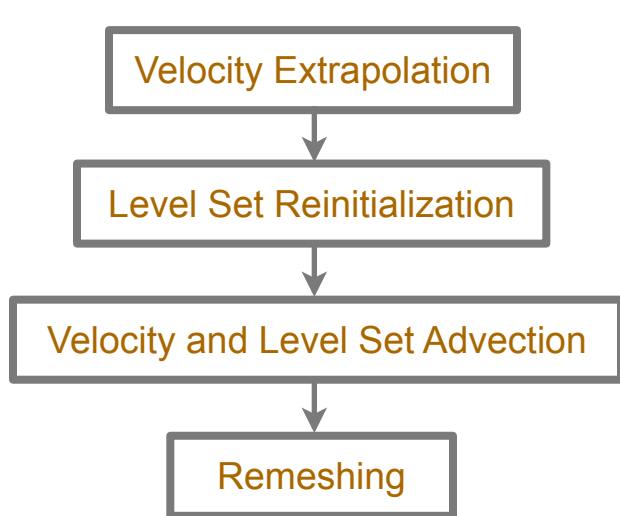 Velocity Extrapolation
Level Set Reinitialization
Velocity and Level Set Advection
Remeshing